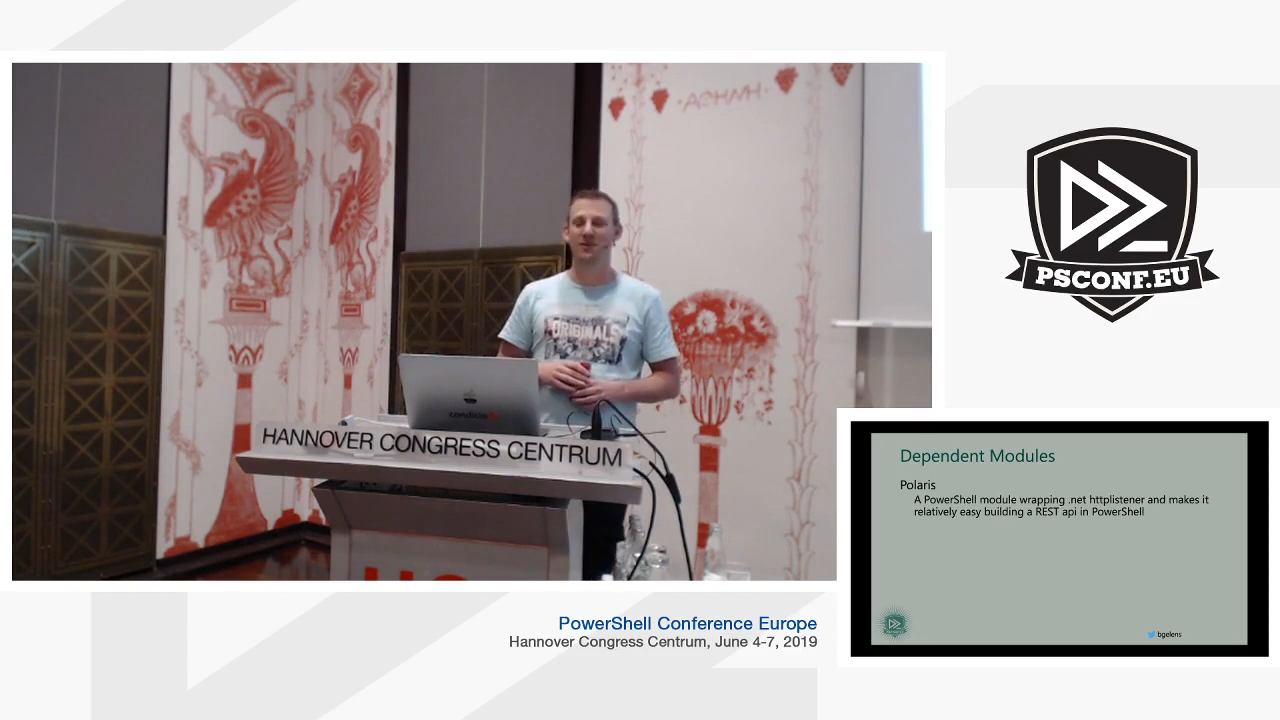 ORIGINALS
HANNOVER CONGRESS CENTRUM
PSCONF.EU
Dependent Modules
Polaris
A PowerShell module wrapping .net httplistener and makes it
relatively easy building a REST api in PowerShell
bgelens
PowerShell Conference Europe
Hannover Congress Centrum, June 4-7, 2019